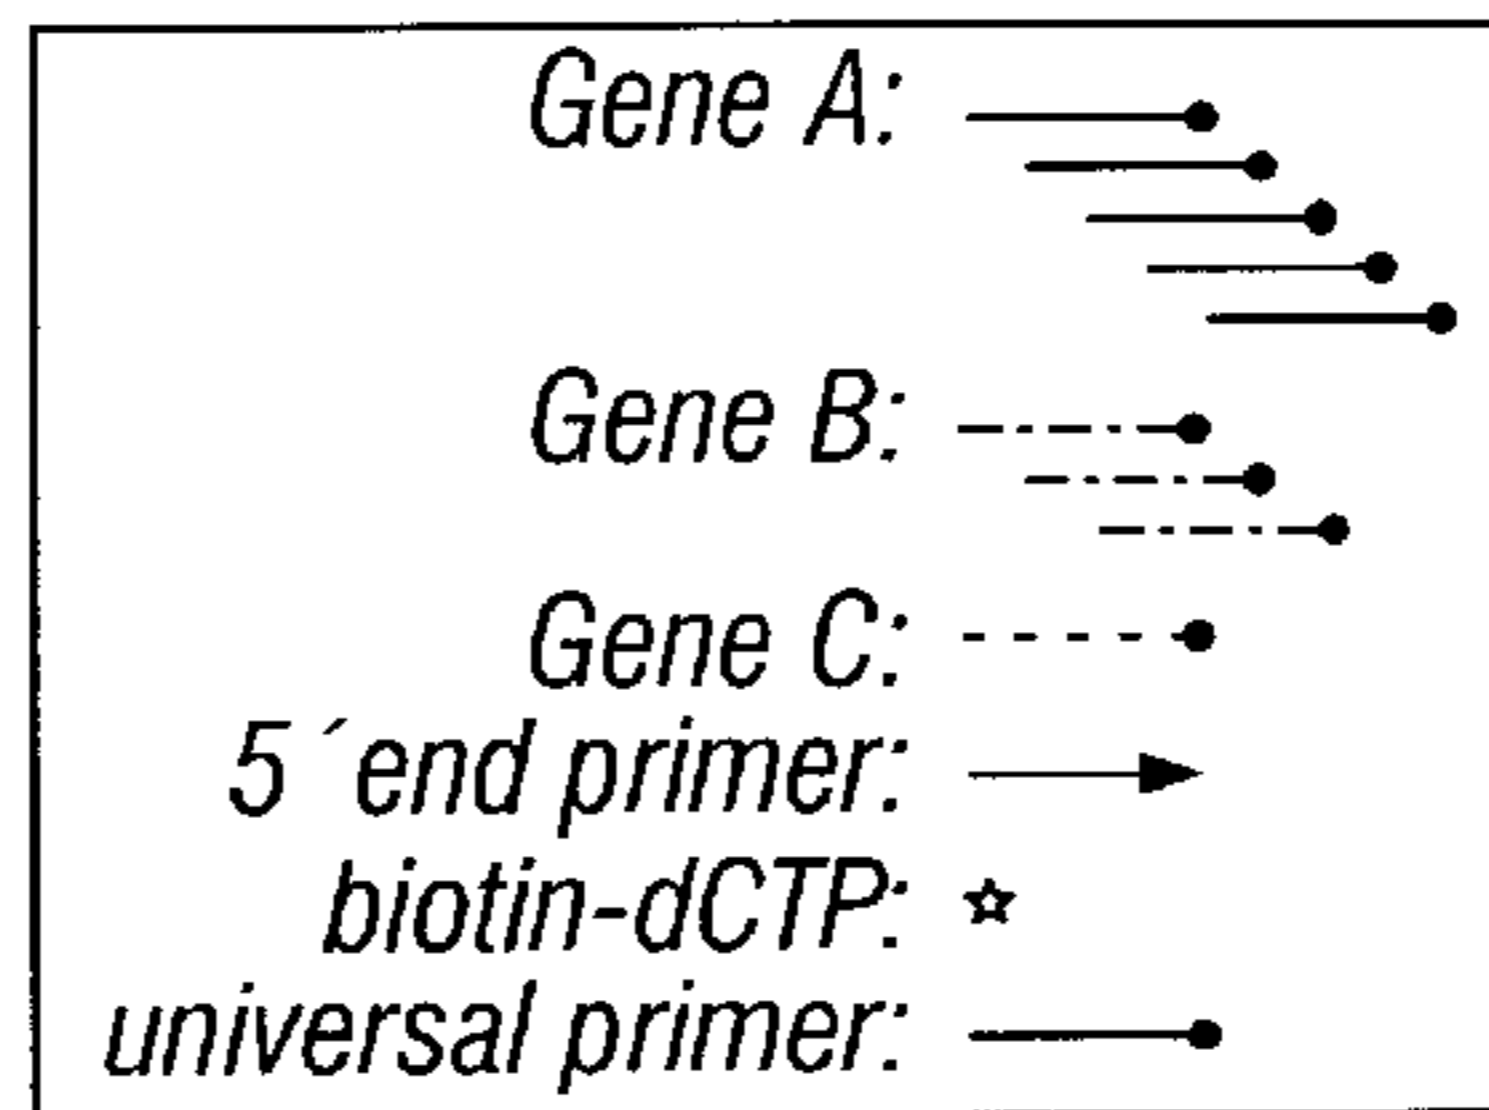 Gene A:
Gene B:
Gene C:
5´end primer:
biotin-dCTP:
universal primer: